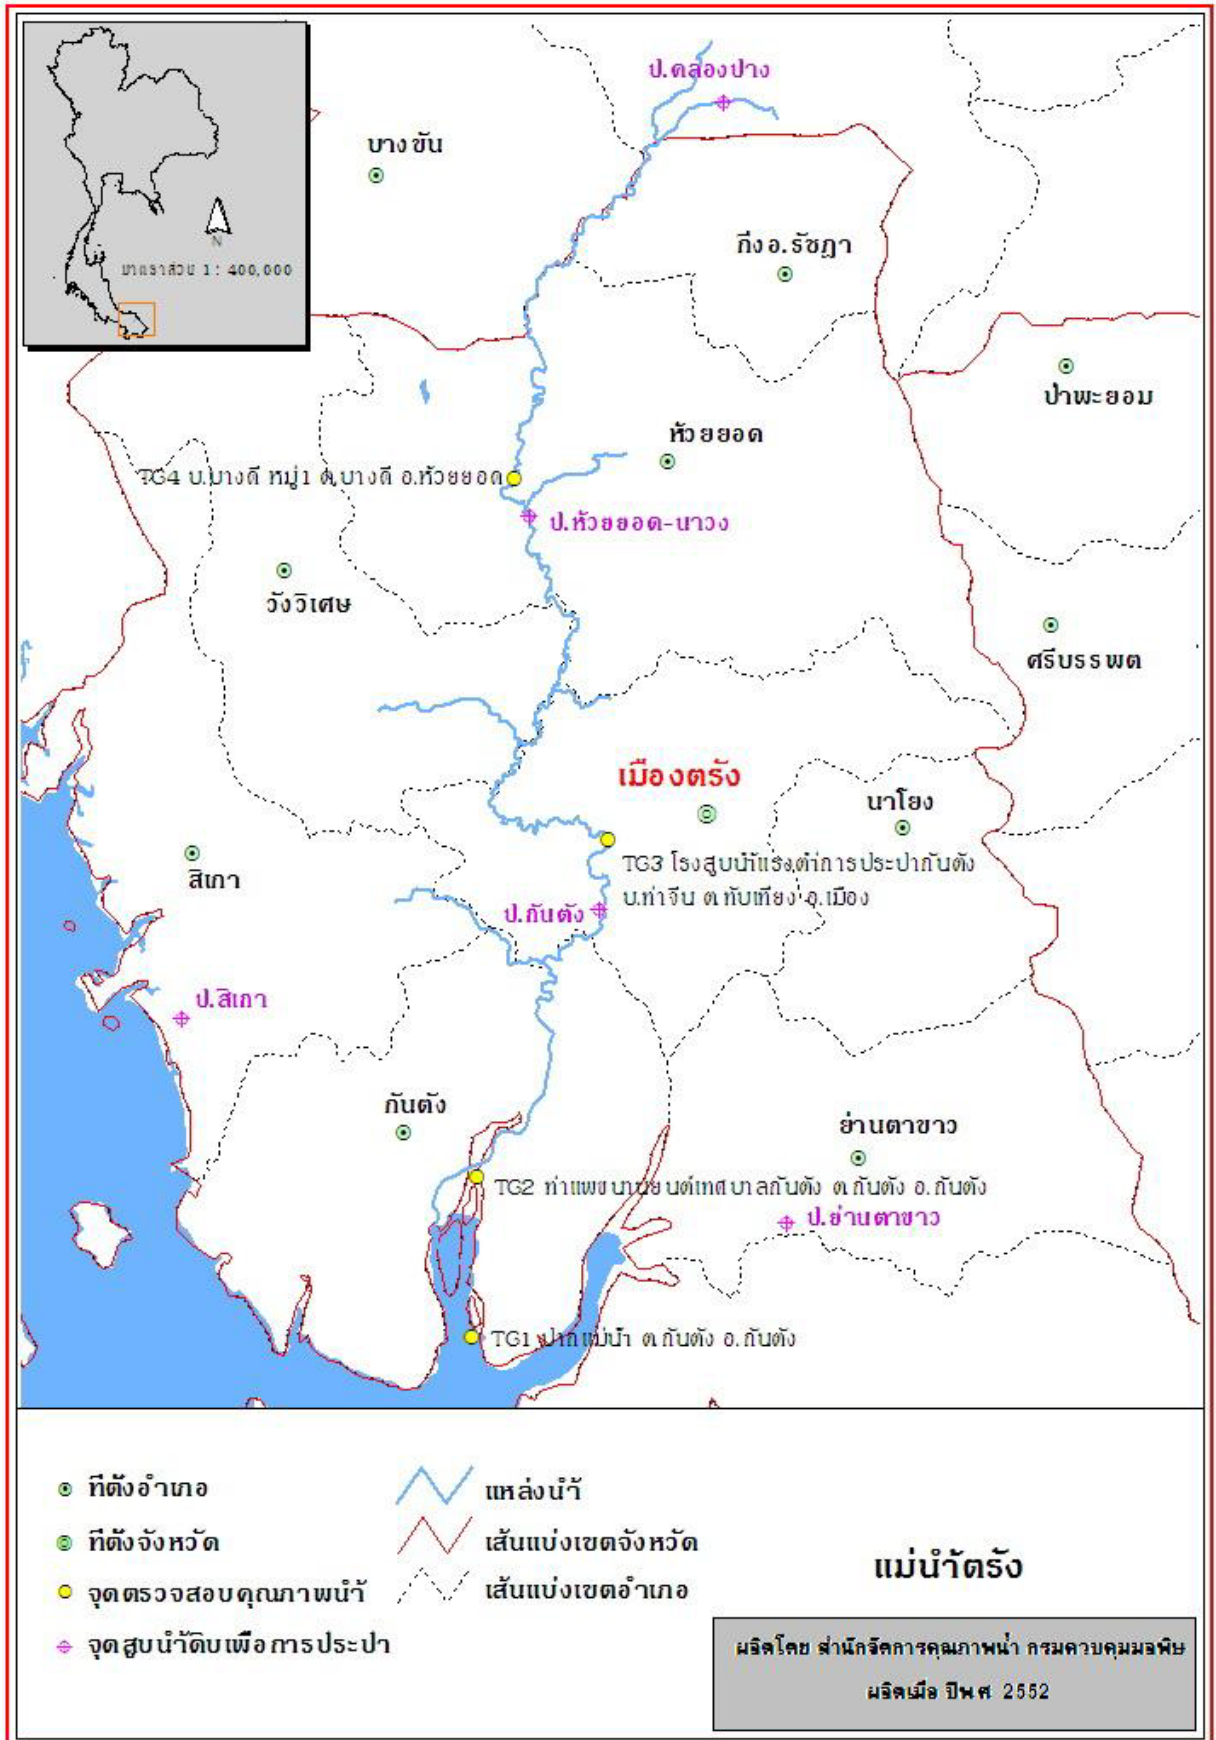 ป.คลองปาง
บางขัน
N
มาตราส่วน 1 : 400,000
กิ่งอ.รัษฎา
ป่าพะยอม
ห้วยยอด
TG4 บ.บางดี หมู่1 ต.บางดี อ.ห้วยยอด
ป.ห้วยยอด-นาวง
วังวิเศษ
ศรีบรรพต
เมืองตรัง
นาโยง
TG3 โรงสูบน้ำแรงต่ำการประปากันตัง
บ.ท่าจีน ต.ทับเที่ยง อ.เมือง
สิเกา
ป.กันตัง
ป.สิเกา
กันตัง
ย่านตาขาว
TG2 ท่าแพขนานยนต์เทศบาลกันตัง ต.กันตัง อ.กันตัง
ป.ย่านตาขาว
TG1 ปากแม่น้ำ ต.กันตัง อ.กันตัง
ที่ตั้งอำเภอ
แหล่งน้ำ
ที่ตั้งจังหวัด
เส้นแบ่งเขตจังหวัด
จุดตรวจสอบคุณภาพน้ำ
เส้นแบ่งเขตอำเภอ
จุดสูบน้ำดิบเพื่อการประปา
แม่น้ำตรัง
ผลิตโดย สำนักจัดการคุณภาพน้ำ กรมควบคุมมลพิษ
ผลิตเมื่อ ปีพ.ศ. 2552